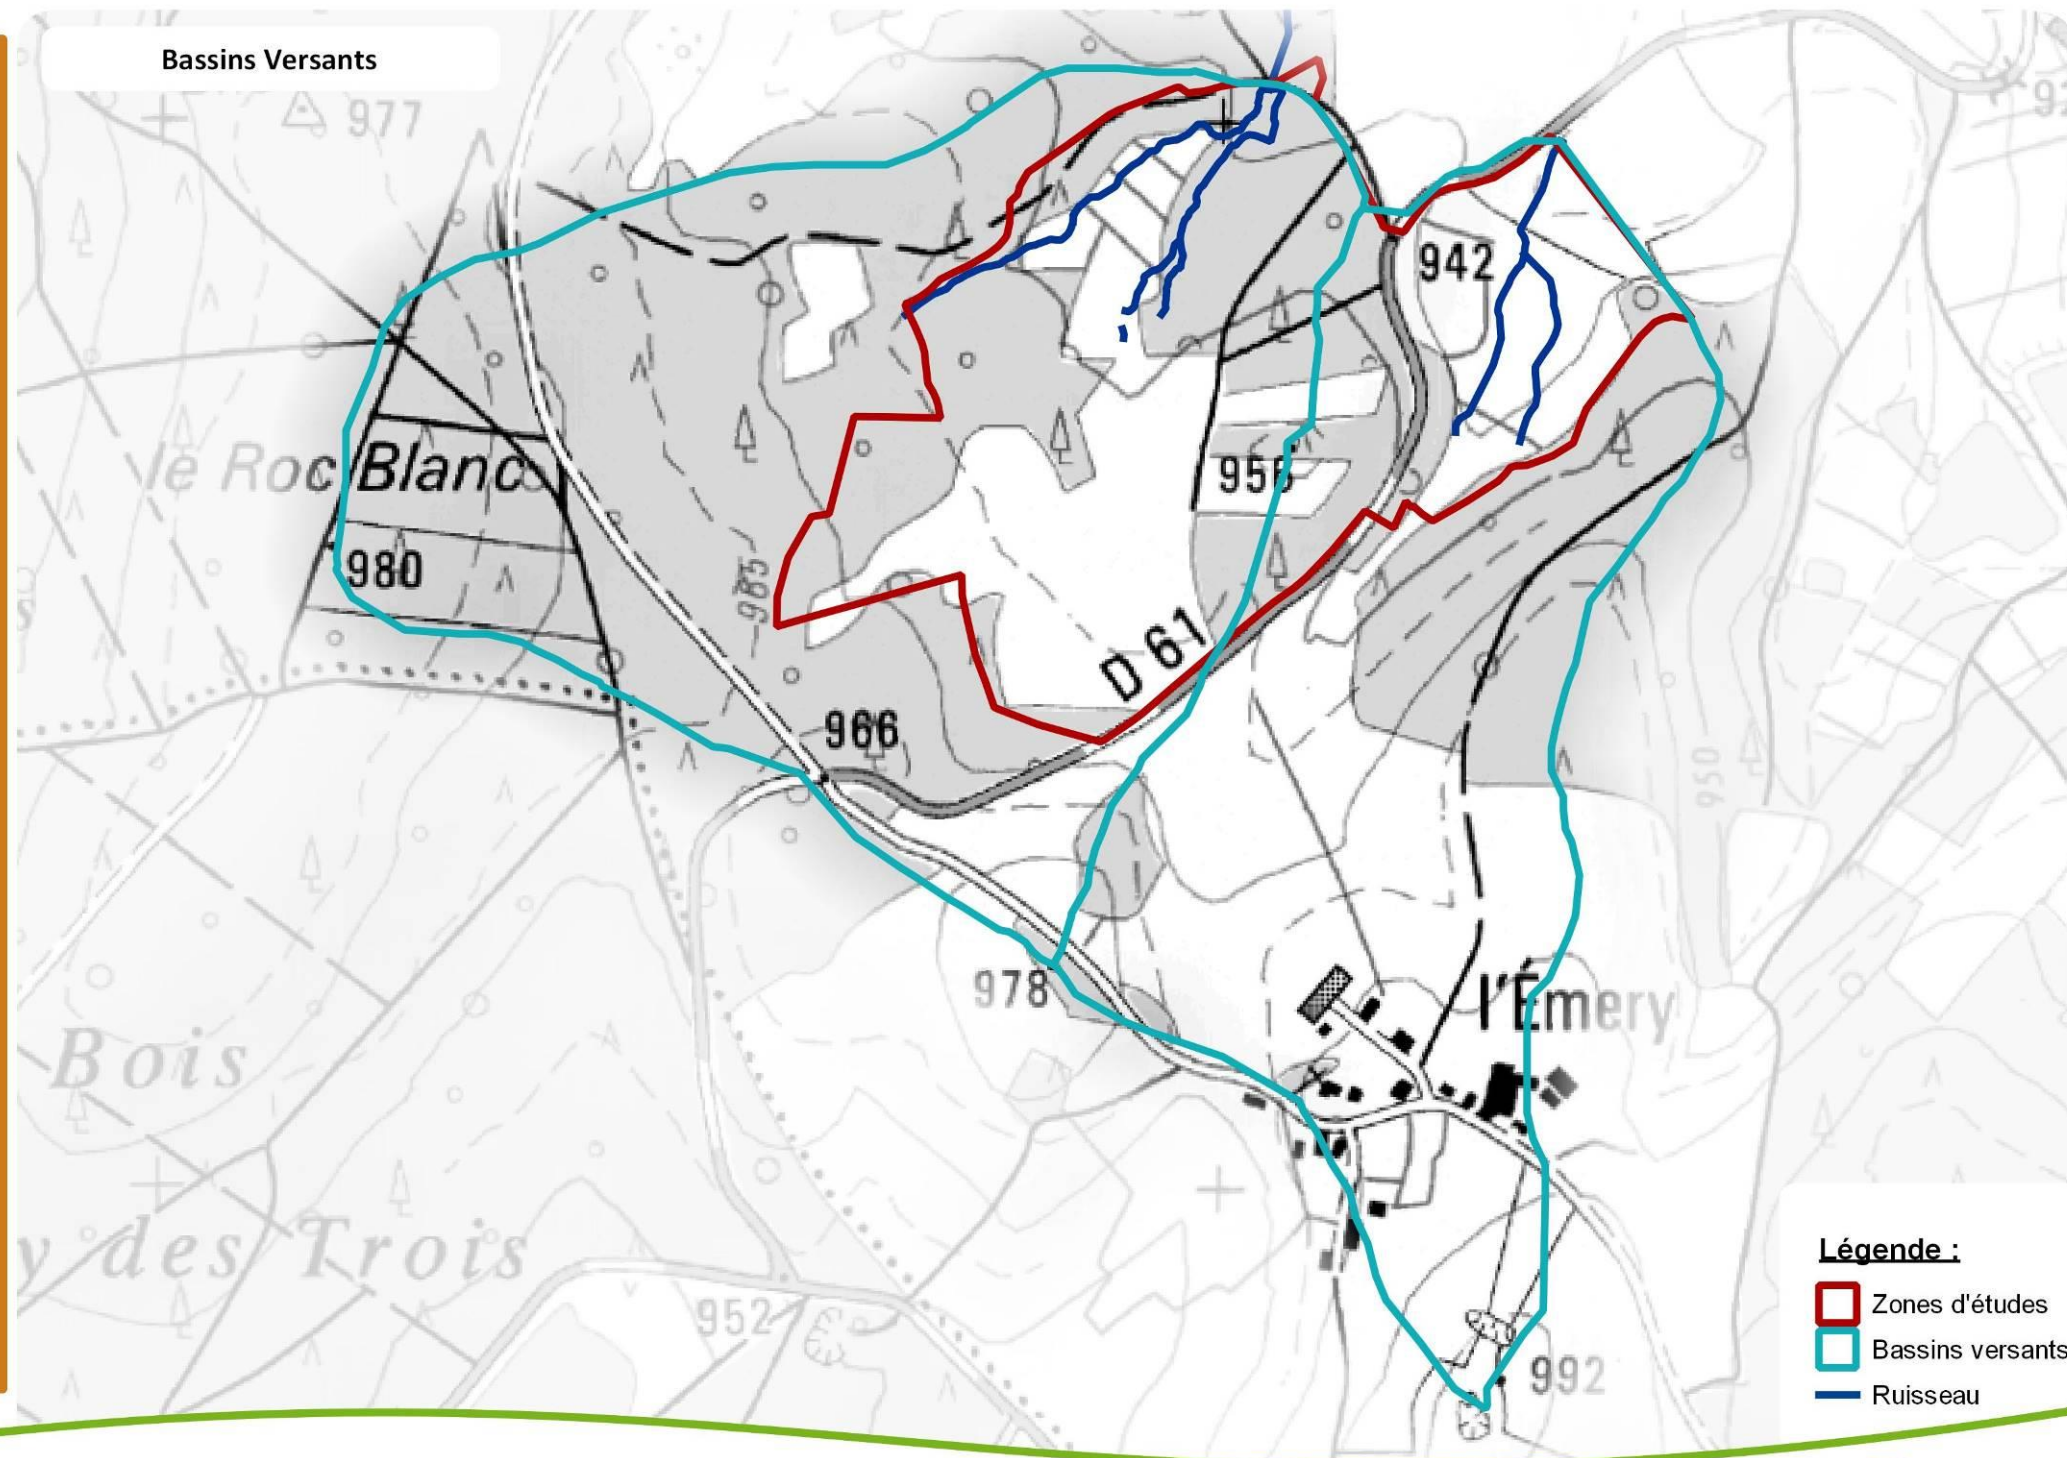 Bassins Versants
977
942
le Roc Blanc
956
980
965
D 61
966
950
978
l'Émery
Bois
y des Trois
952
992
Légende :
Zones d'études
Bassins versants
Ruisseau